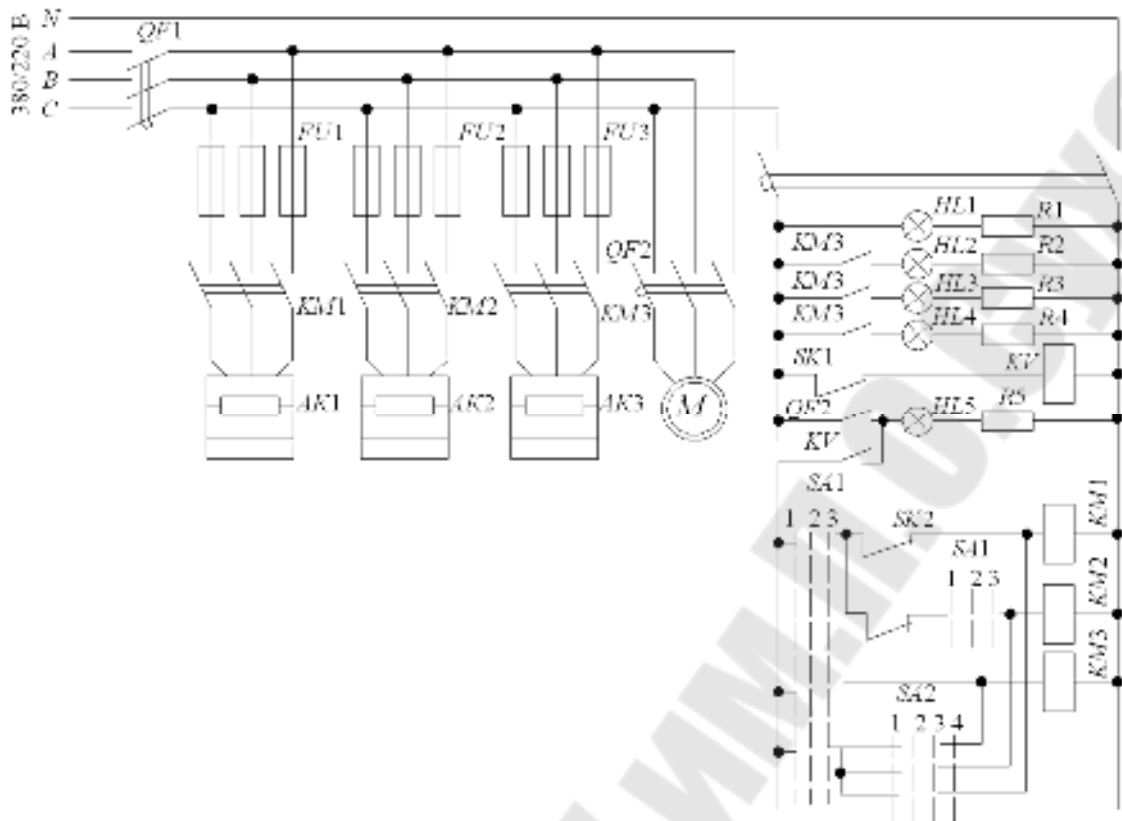 380/220 В
N
A
B
C
QF1
FU1
FU2
FU3
KM1
KM2
KM3
QF2
AK1
AK2
AK3
M
HL1
R1
KM3
HL2
R2
KM3
HL3
R3
KM3
HL4
R4
SK1
KV
QF2
HL5
R5
KV
SA1
1 2 3
SK2
KM1
SA1
1 2 3
KM2
KM3
SA2
1 2 3 4